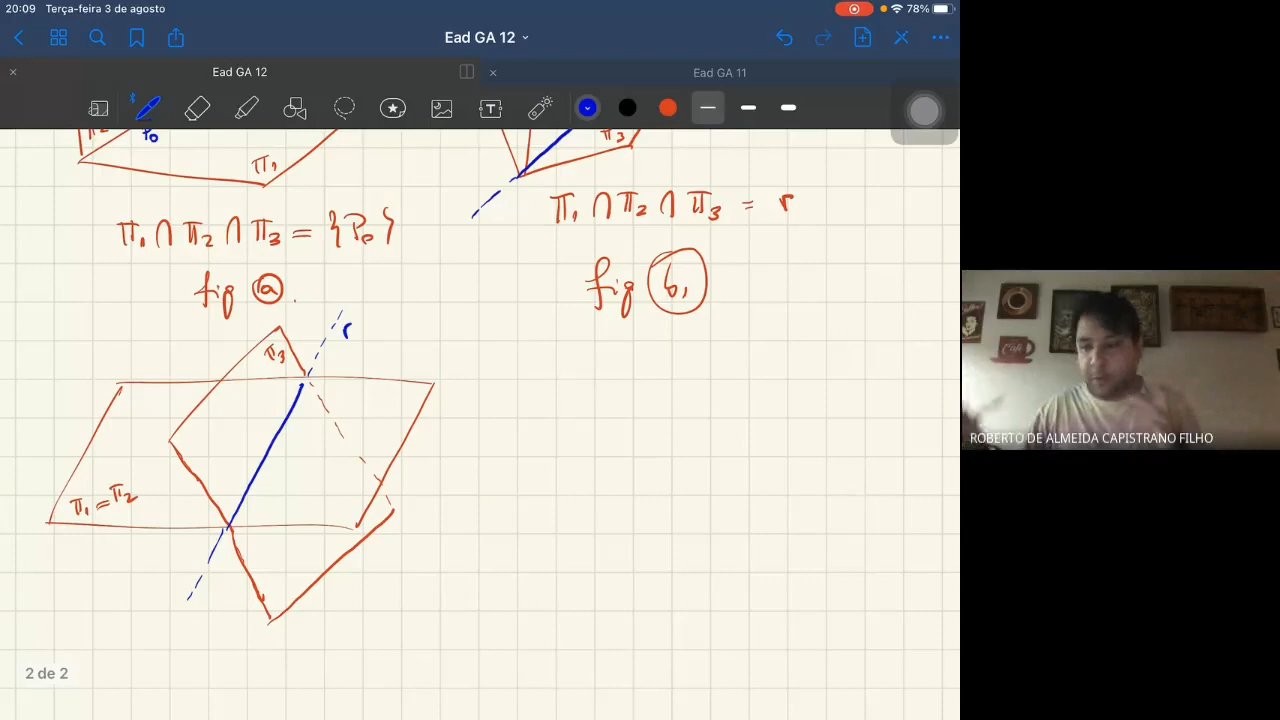 20:09 Terça-feira 3 de agosto
78%
Ead GA 12
Ead GA 12
Ead GA 11
π₂
P₀
π₁
π₃
π₁ ∩ π₂ ∩ π₃ = {P₀}
π₁ ∩ π₂ ∩ π₃ = r
fig ⓐ.
fig ⓑ,
r
π₃
π₁ = π₂
2 de 2
Café
ROBERTO DE ALMEIDA CAPISTRANO FILHO